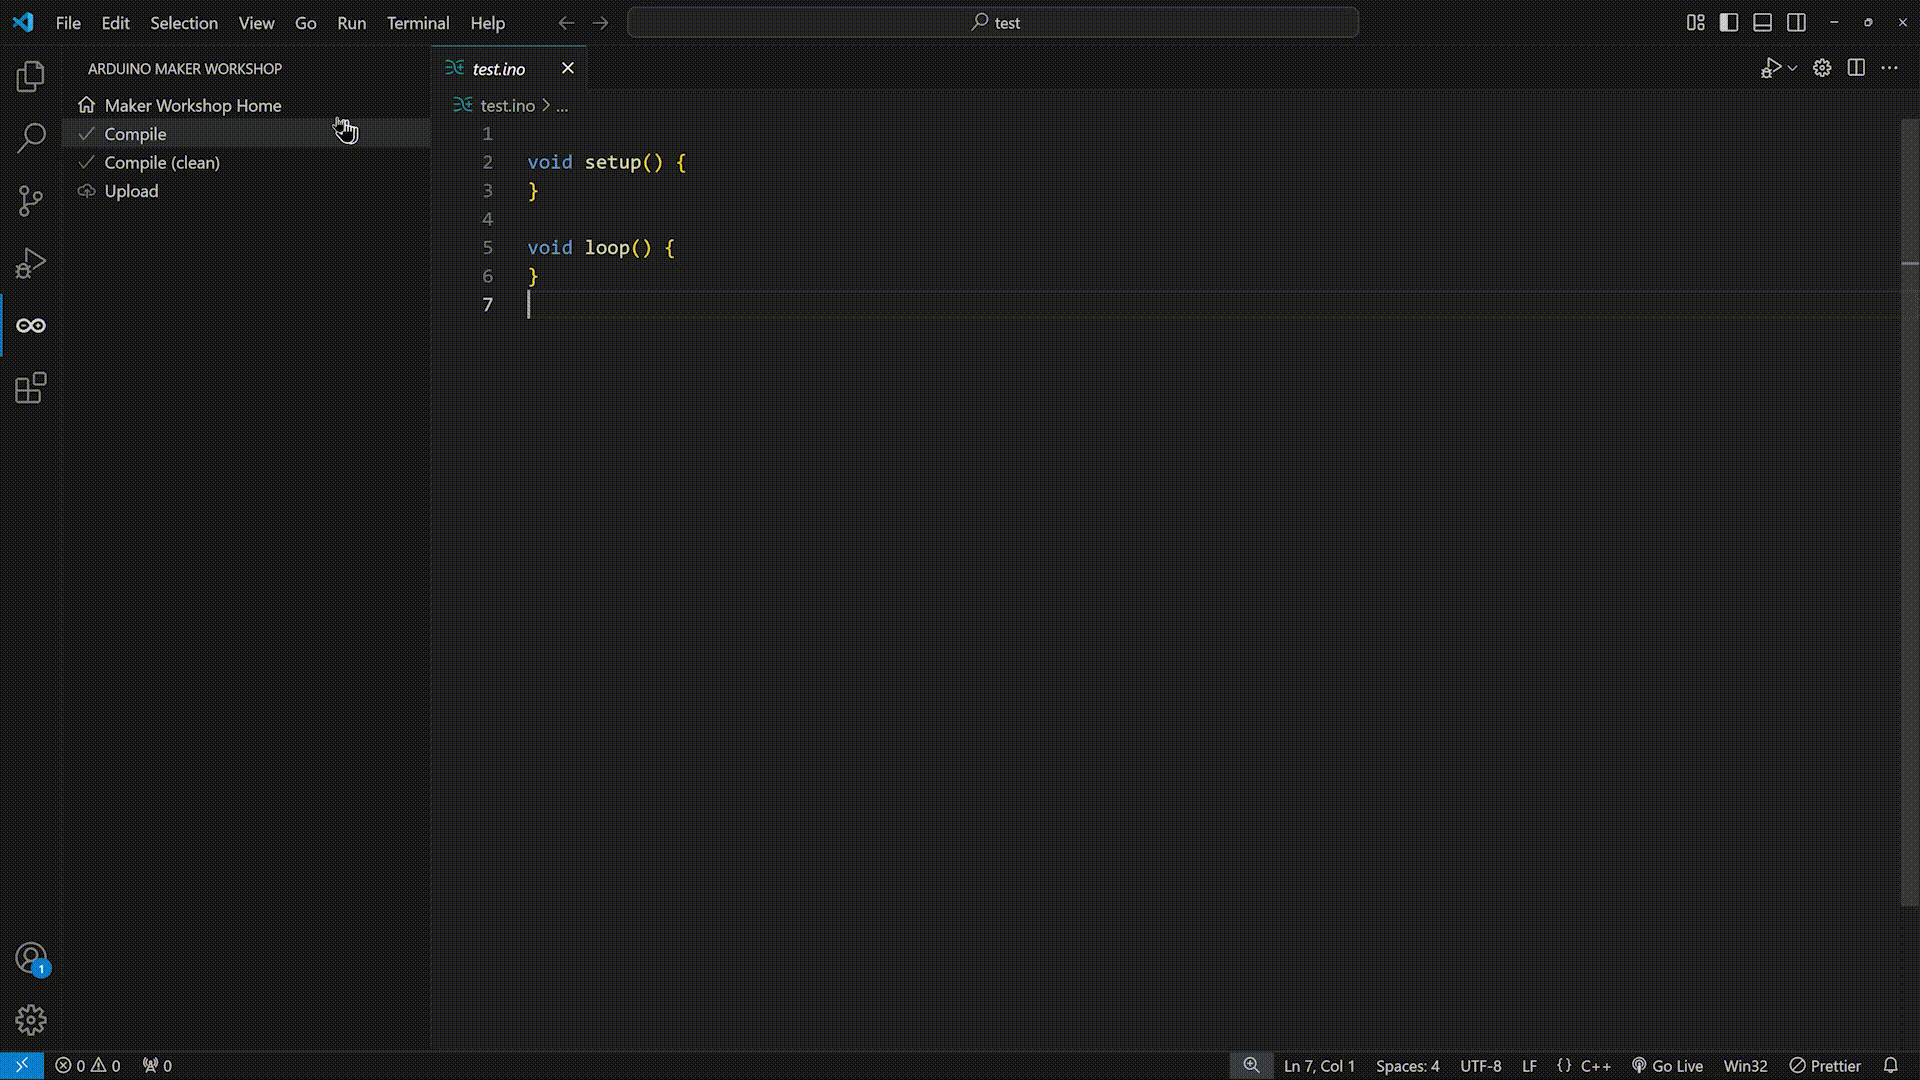 File Edit Selection View Go Run Terminal Help
test
ARDUINO MAKER WORKSHOP
Maker Workshop Home
Compile
Compile (clean)
Upload
test.ino
test.ino > ...
1
2 void setup() {
3 }
4
5 void loop() {
6 }
7
1
0 0 0
Ln 7, Col 1 Spaces: 4 UTF-8 LF {} C++ Go Live Win32 Prettier